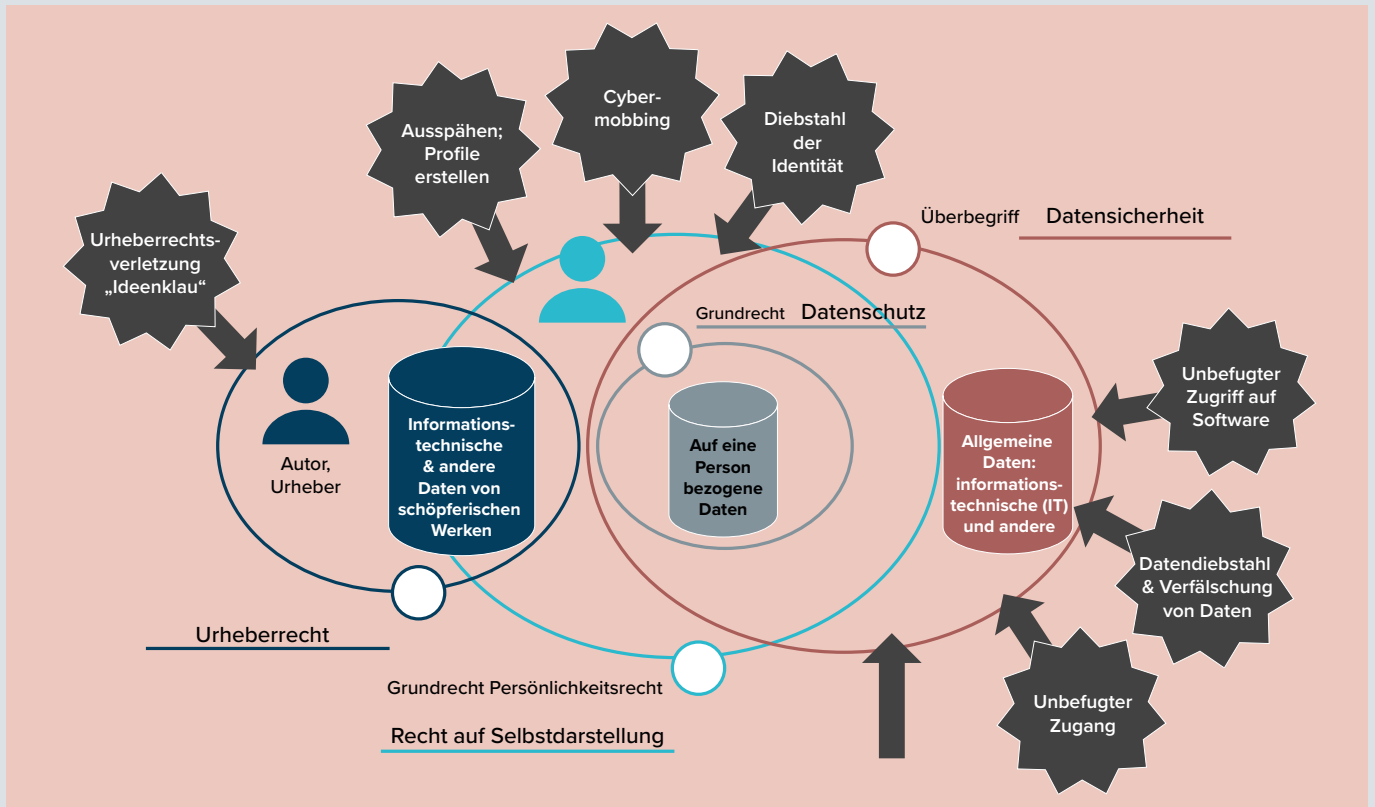 Cyber-
mobbing
Ausspähen;
Profile
erstellen
Diebstahl
der
Identität
Urheberrechts-
verletzung
„Ideenklau“
Überbegriff Datensicherheit
Grundrecht Datenschutz
Unbefugter
Zugriff auf
Software
Autor,
Urheber
Informations-
technische
& andere
Daten von
schöpferischen
Werken
Auf eine
Person
bezogene
Daten
Allgemeine
Daten:
informations-
technische (IT)
und andere
Datendiebstahl
& Verfälschung
von Daten
Urheberrecht
Grundrecht Persönlichkeitsrecht
Recht auf Selbstdarstellung
Unbefugter
Zugang